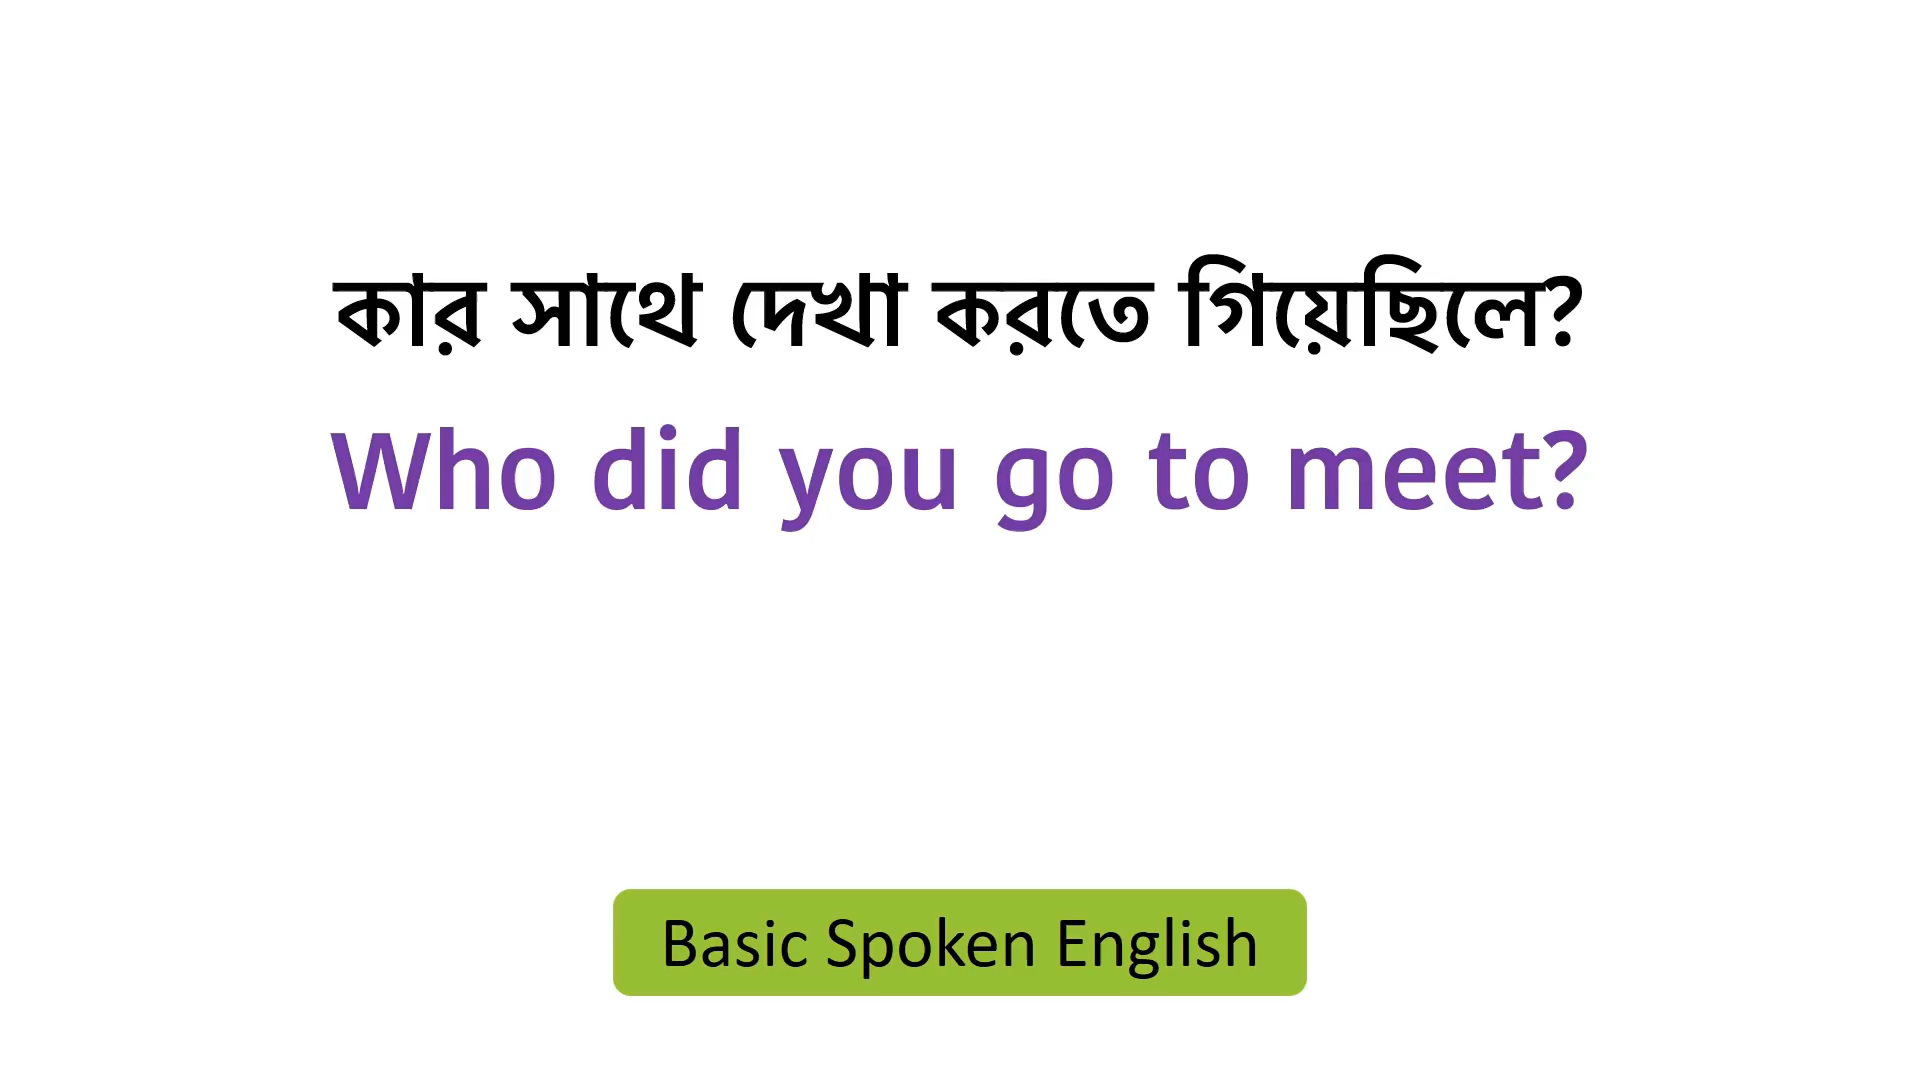 কার সাথে দেখা করতে গিয়েছিলে?
Who did you go to meet?
Basic Spoken English